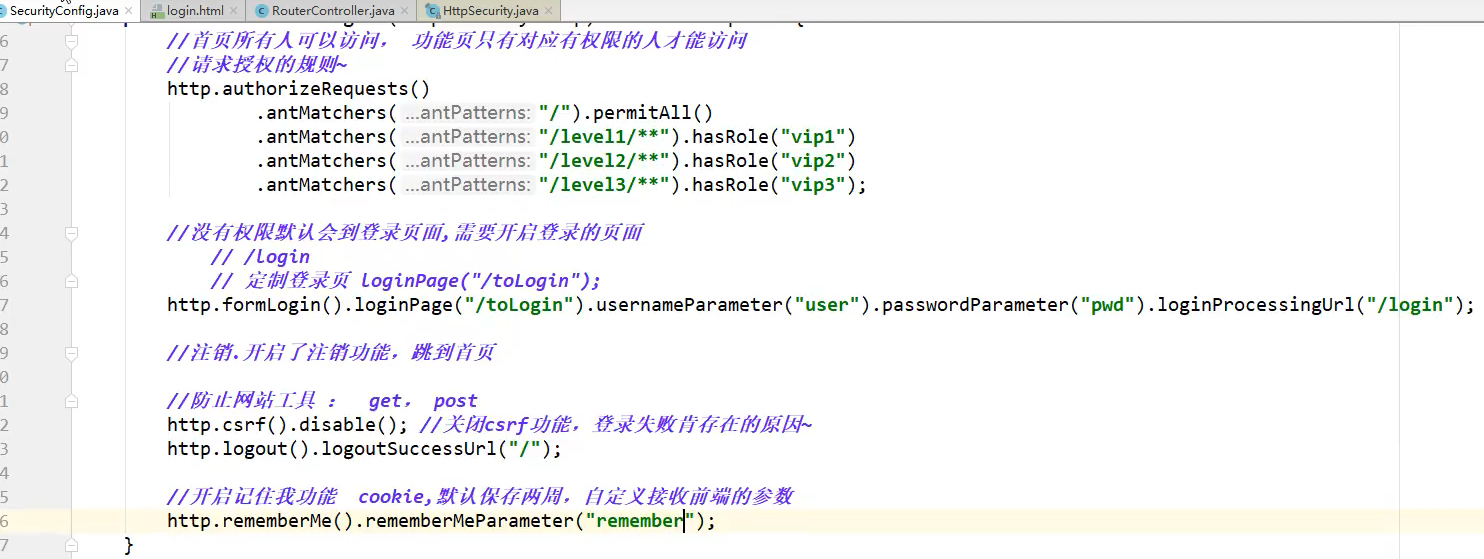 SecurityConfig.java × login.html × RouterController.java × HttpSecurity.java ×
6 //首页所有人可以访问， 功能页只有对应有权限的人才能访问
7 //请求授权的规则~
8 http.authorizeRequests()
9 .antMatchers( ...antPatterns: "/").permitAll()
0 .antMatchers( ...antPatterns: "/level1/**").hasRole("vip1")
1 .antMatchers( ...antPatterns: "/level2/**").hasRole("vip2")
2 .antMatchers( ...antPatterns: "/level3/**").hasRole("vip3");
3
4 //没有权限默认会到登录页面,需要开启登录的页面
5 // /login
6 // 定制登录页 loginPage("/toLogin");
7 http.formLogin().loginPage("/toLogin").usernameParameter("user").passwordParameter("pwd").loginProcessingUrl("/login");
8
9 //注销.开启了注销功能，跳到首页
0
1 //防止网站工具 ： get， post
2 http.csrf().disable(); //关闭csrf功能，登录失败肯存在的原因~
3 http.logout().logoutSuccessUrl("/");
4
5 //开启记住我功能 cookie,默认保存两周，自定义接收前端的参数
6 http.rememberMe().rememberMeParameter("remember");
7 }